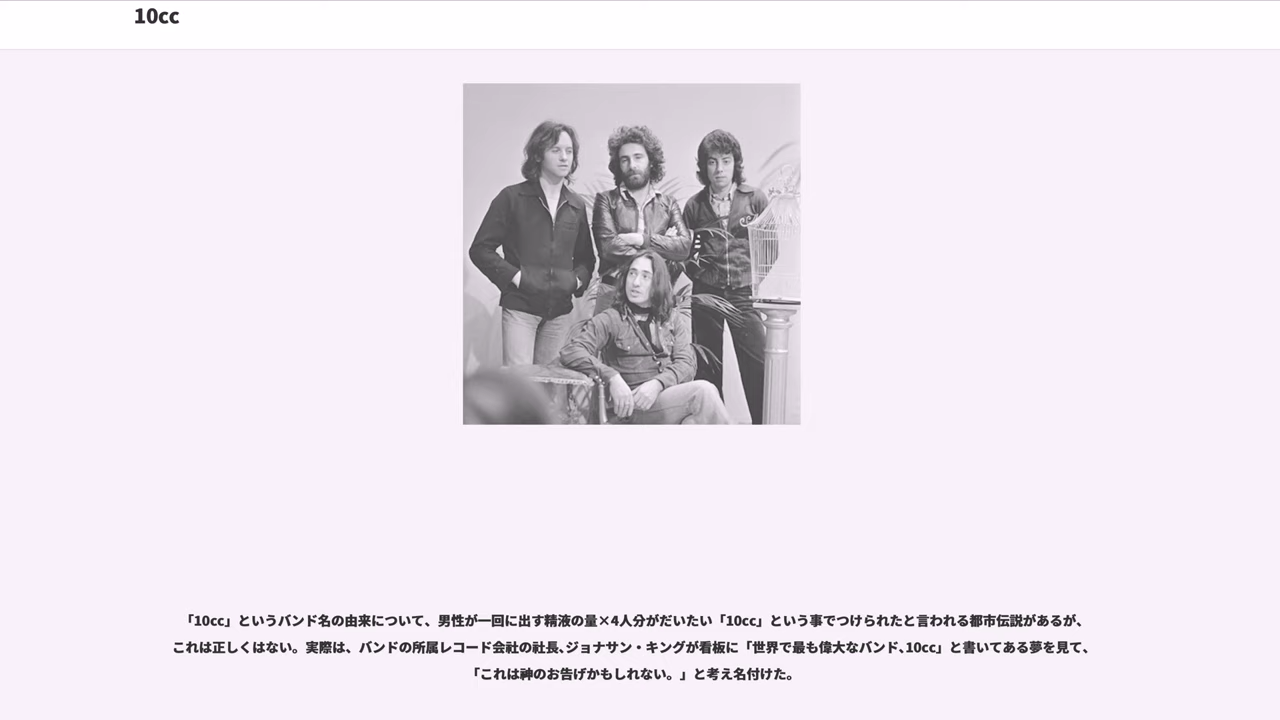 10cc
「10cc」というバンド名の由来について、男性が一回に出す精液の量×4人分がだいたい「10cc」という事でつけられたと言われる都市伝説があるが、
これは正しくはない。実際は、バンドの所属レコード会社の社長、ジョナサン・キングが看板に「世界で最も偉大なバンド、10cc」と書いてある夢を見て、
「これは神のお告げかもしれない。」と考え名付けた。